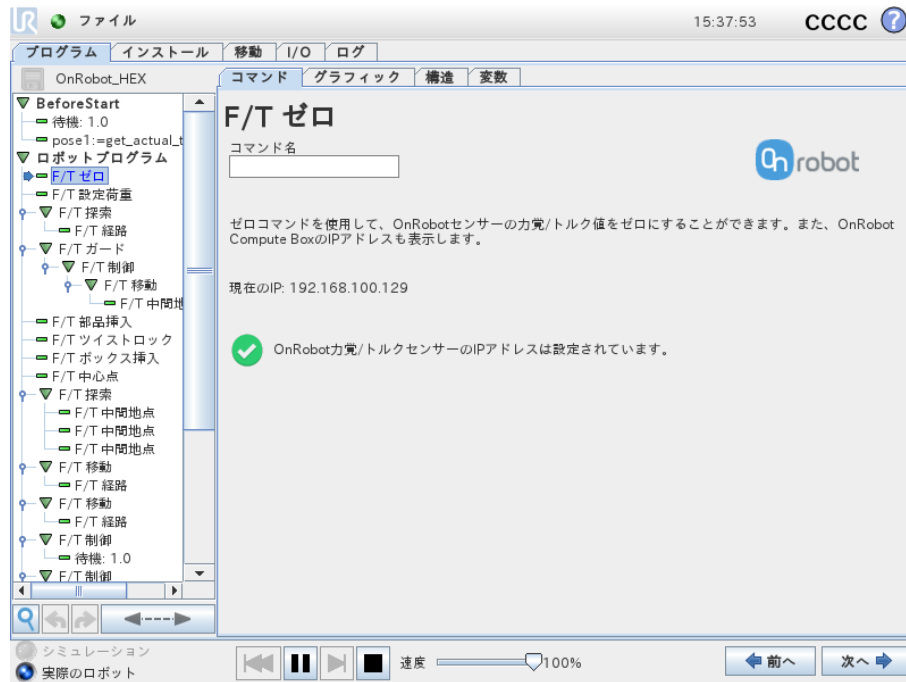 UR ファイル 15:37:53 CCCC ?
プログラム インストール 移動 I/O ログ
OnRobot_HEX
コマンド グラフィック 構造 変数
BeforeStart
待機: 1.0
pose1:=get_actual_t
ロボットプログラム
F/T ゼロ
F/T 設定荷重
F/T 探索
F/T 経路
F/T ガード
F/T 制御
F/T 移動
F/T 中間地
F/T 部品挿入
F/T ツイストロック
F/T ボックス挿入
F/T 中心点
F/T 探索
F/T 中間地点
F/T 中間地点
F/T 中間地点
F/T 移動
F/T 経路
F/T 移動
F/T 経路
F/T 制御
待機: 1.0
F/T 制御
F/T ゼロ
コマンド名
On robot
ゼロコマンドを使用して、OnRobotセンサーの力覚/トルク値をゼロにすることができます。また、OnRobot
Compute BoxのIPアドレスも表示します。
現在のIP: 192.168.100.129
OnRobot力覚/トルクセンサーのIPアドレスは設定されています。
シミュレーション
実際のロボット
速度 100%
前へ 次へ